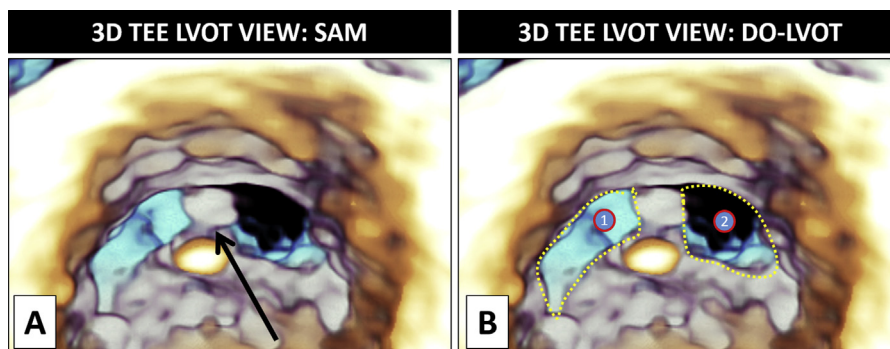 3D TEE LVOT VIEW: SAM
3D TEE LVOT VIEW: DO-LVOT
A
1
2
B